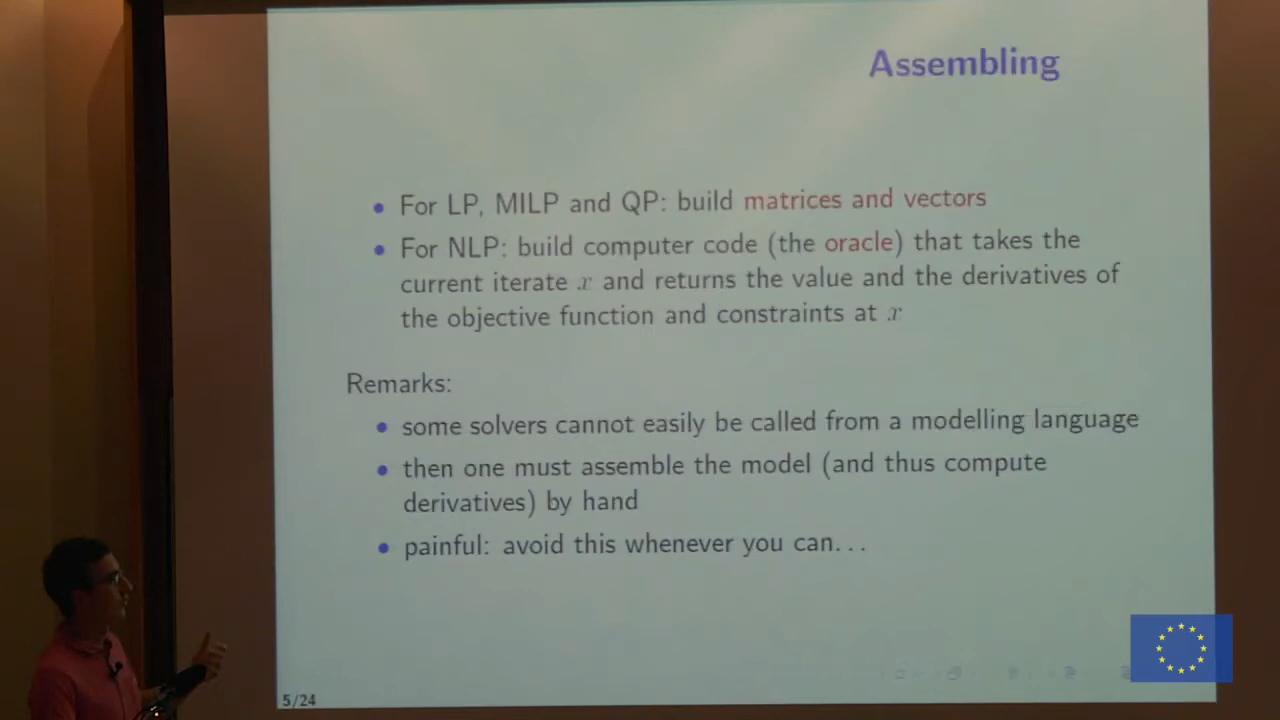 Assembling
• For LP, MILP and QP: build matrices and vectors
• For NLP: build computer code (the oracle) that takes the
current iterate x and returns the value and the derivatives of
the objective function and constraints at x
Remarks:
• some solvers cannot easily be called from a modelling language
• then one must assemble the model (and thus compute
derivatives) by hand
• painful: avoid this whenever you can...
5/24